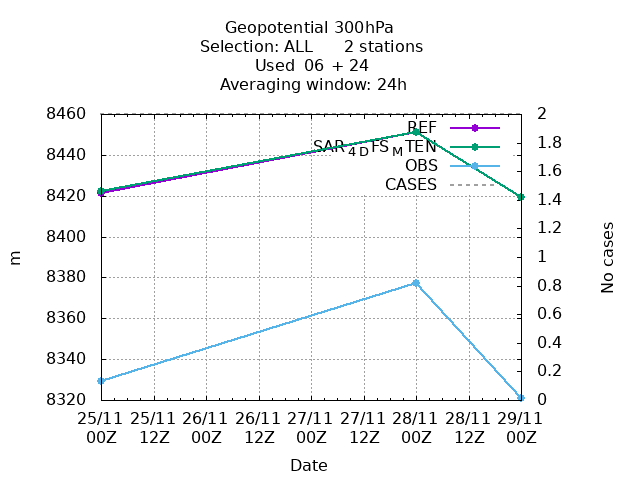 Geopotential 300hPa
Selection: ALL 2 stations
Used 06 + 24
Averaging window: 24h
8460
8440
8420
8400
8380
8360
8340
8320
2
1.8
1.6
1.4
1.2
1
0.8
0.6
0.4
0.2
0
REF
OBS
CASES
m
No cases
25/11 25/11 26/11 26/11 27/11 27/11 28/11 28/11 29/11
00Z 12Z 00Z 12Z 00Z 12Z 00Z 12Z 00Z
Date